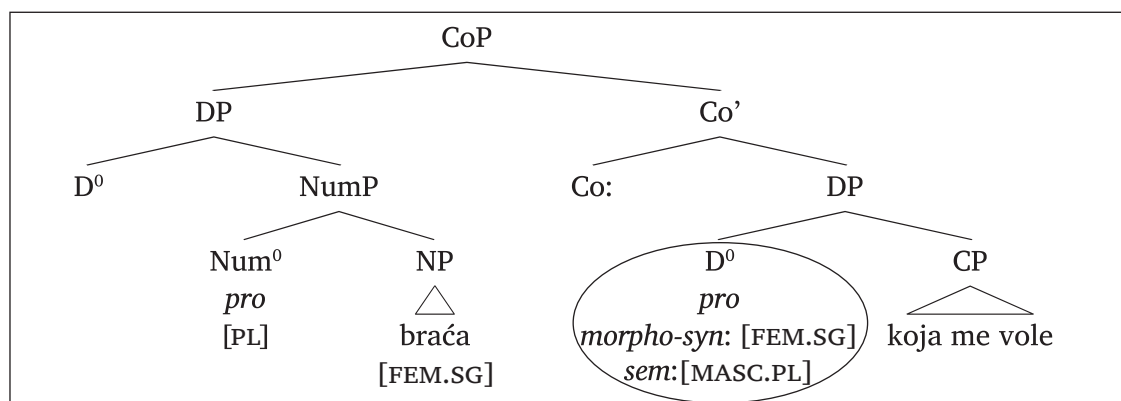 CoP
DP Co’
D⁰ NumP Co: DP
Num⁰ NP D⁰ CP
pro pro
[PL] braća morpho-syn: [FEM.SG] koja me vole
[FEM.SG] sem:[MASC.PL]